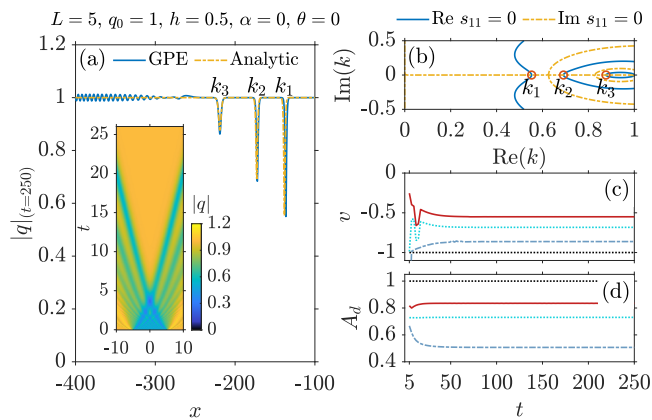 L = 5, q₀ = 1, h = 0.5, α = 0, θ = 0
|q|(t=250)
1.2
1
0.8
0.6
0.4
0.2
0
(a)
GPE
Analytic
k₃
k₂
k₁
t
25
20
15
10
5
0
-10
0
10
|q|
1.2
0.9
0.6
0.3
0
-400
-300
-200
-100
x
Re s₁₁ = 0
Im s₁₁ = 0
(b)
Im(k)
0.5
0
-0.5
k₁
k₂
k₃
0
0.2
0.4
0.6
0.8
1
Re(k)
(c)
v
0
-0.5
-1
(d)
A_d
1
0.8
0.6
0.4
5
50
100
150
200
250
t